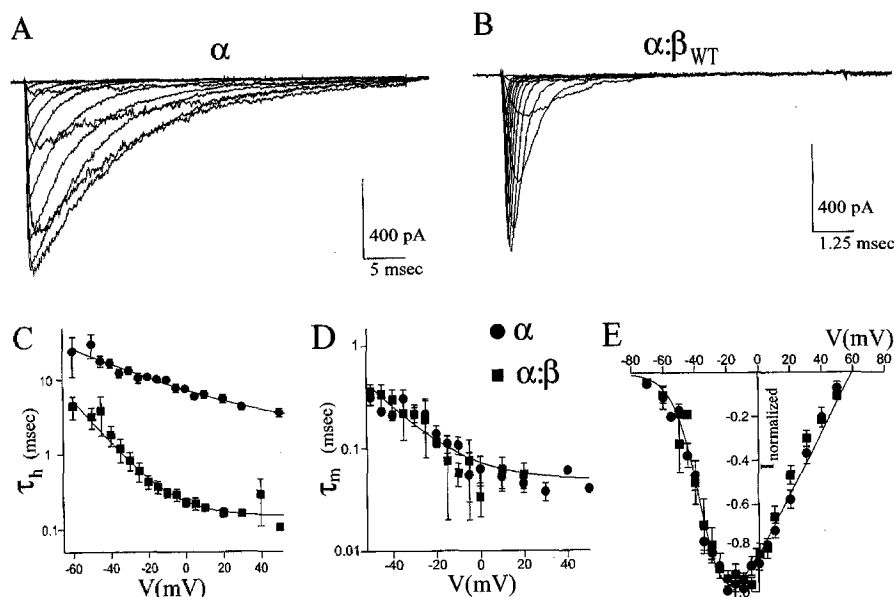 A
α
B
α:βWT
400 pA
5 msec
400 pA
1.25 msec
C
τh (msec)
10
1
0.1
-60 -40 -20 0 20 40
V(mV)
D
τm (msec)
1
0.1
0.01
-40 -20 0 20 40
V(mV)
α
α:β
E
V(mV)
-80 -60 -40 -20 0 20 40 60 80
-0.2
-0.4
-0.6
-0.8
I normalized